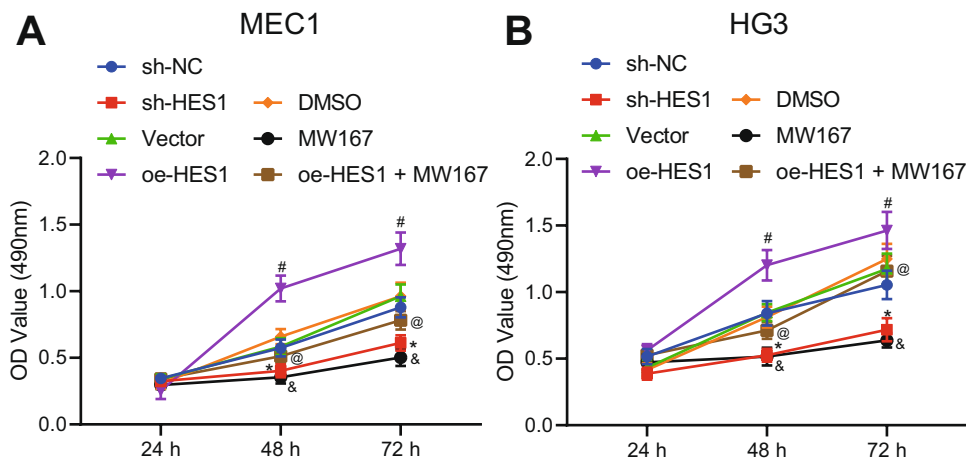 A
MEC1
sh-NC
sh-HES1
DMSO
Vector
MW167
oe-HES1
oe-HES1 + MW167
OD Value (490nm)
2.0
1.5
1.0
0.5
0.0
#
#
@
@
*
*
&
&
24 h
48 h
72 h
B
HG3
sh-NC
sh-HES1
DMSO
Vector
MW167
oe-HES1
oe-HES1 + MW167
OD Value (490nm)
2.0
1.5
1.0
0.5
0.0
#
#
@
@
*
*
&
&
24 h
48 h
72 h